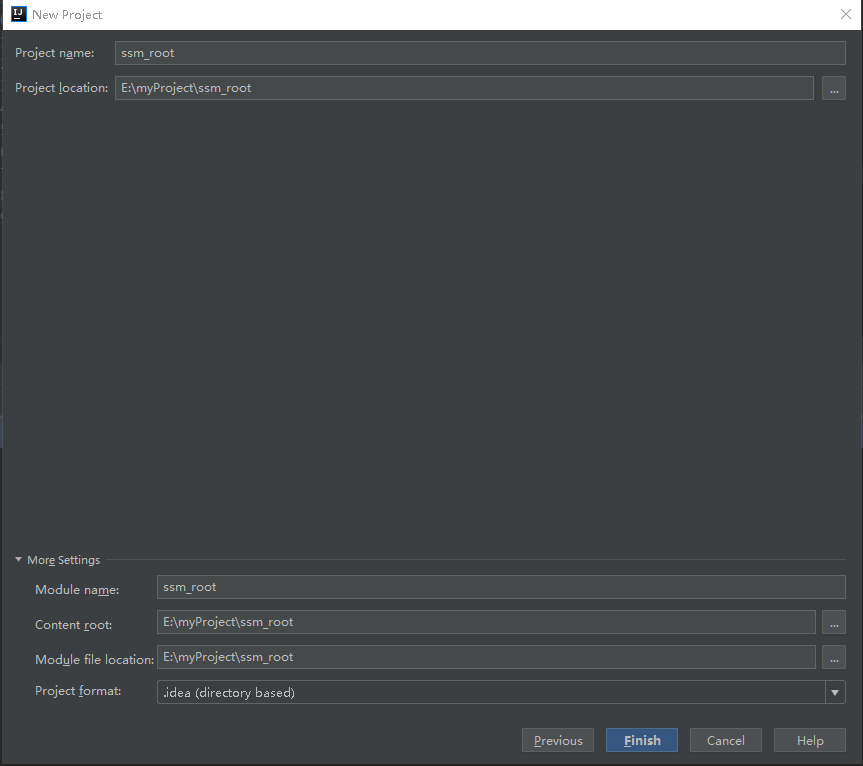 New Project
Project name: ssm_root
Project location: E:\myProject\ssm_root ...
More Settings
Module name: ssm_root
Content root: E:\myProject\ssm_root ...
Module file location: E:\myProject\ssm_root ...
Project format: .idea (directory based)
Previous Finish Cancel Help